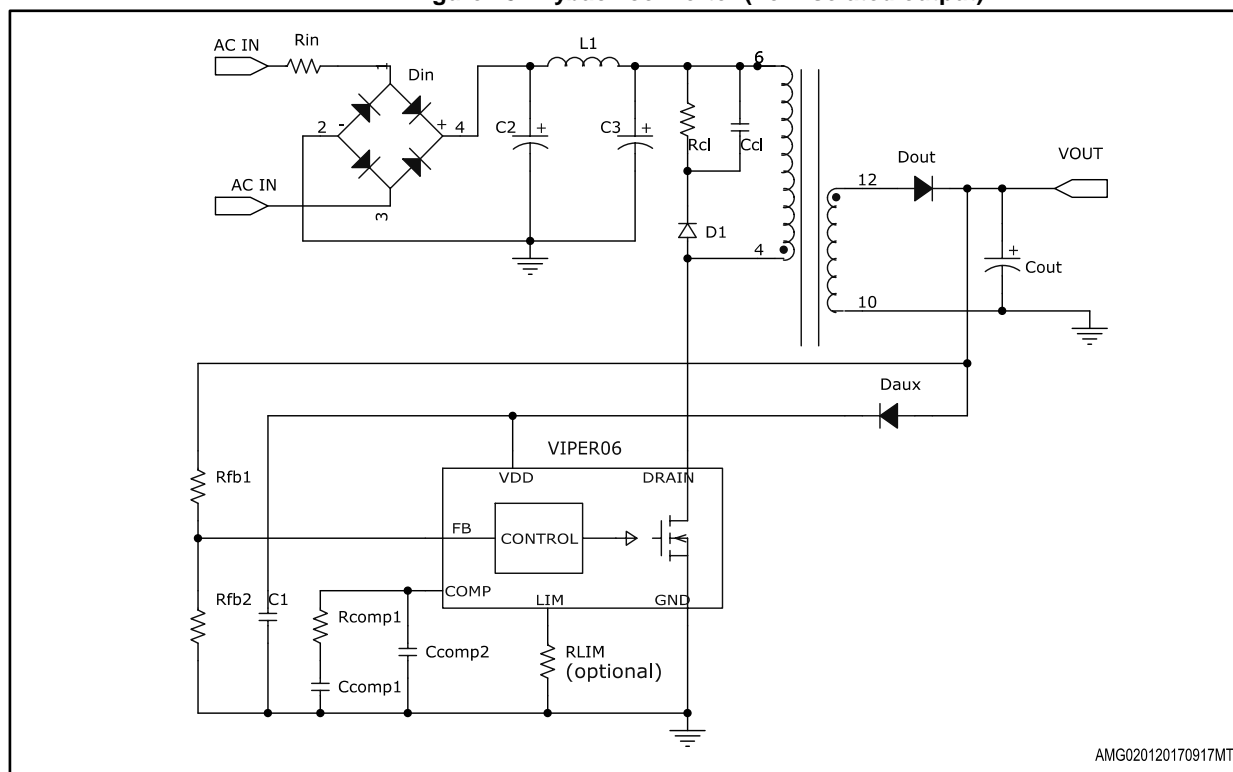 AC IN
Rin
L1
1
Din
6
2
-
+
4
C2
+
C3
+
Rcl
Ccl
Dout
VOUT
12
AC IN
3
D1
4
+
Cout
10
Daux
VIPER06
VDD
DRAIN
Rfb1
FB
CONTROL
COMP
LIM
GND
Rfb2
C1
Rcomp1
Ccomp2
RLIM
(optional)
Ccomp1
AMG020120170917MT